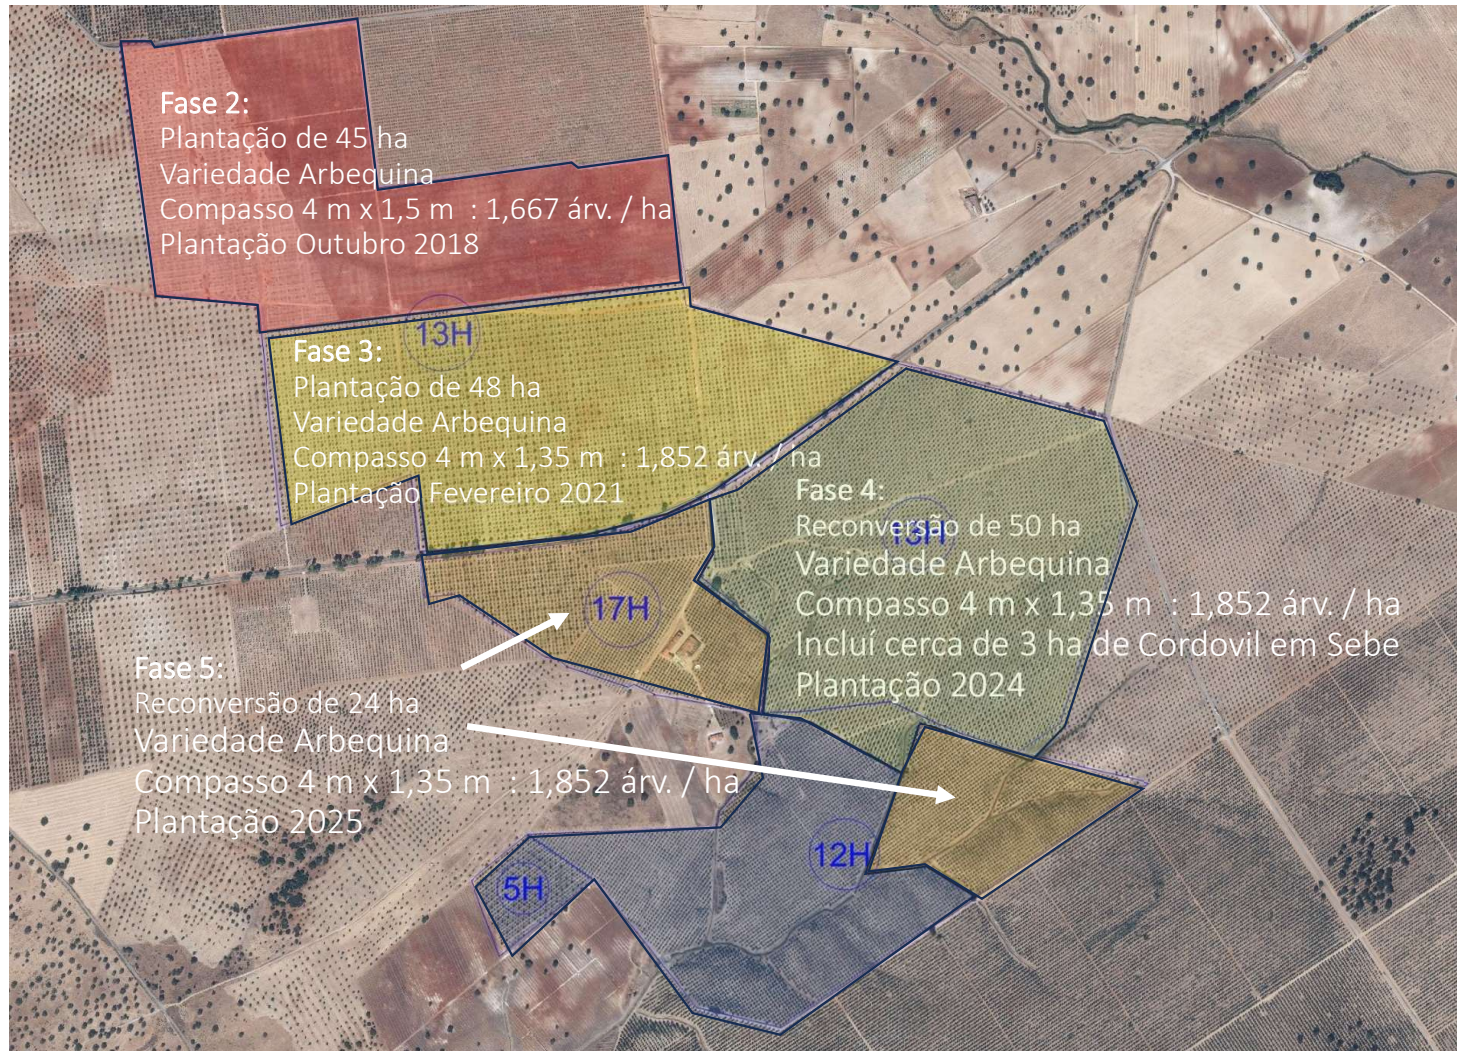 Fase 2:
Plantação de 45 ha
Variedade Arbequina
Compasso 4 m x 1,5 m : 1,667 árv. / ha
Plantação Outubro 2018
13H
Fase 3:
Plantação de 48 ha
Variedade Arbequina
Compasso 4 m x 1,35 m : 1,852 árv. / ha
Plantação Fevereiro 2021
Fase 4:
13H
Reconversão de 50 ha
Variedade Arbequina
Compasso 4 m x 1,35 m : 1,852 árv. / ha
Incluí cerca de 3 ha de Cordovil em Sebe
Plantação 2024
17H
Fase 5:
Reconversão de 24 ha
Variedade Arbequina
Compasso 4 m x 1,35 m : 1,852 árv. / ha
Plantação 2025
12H
5H